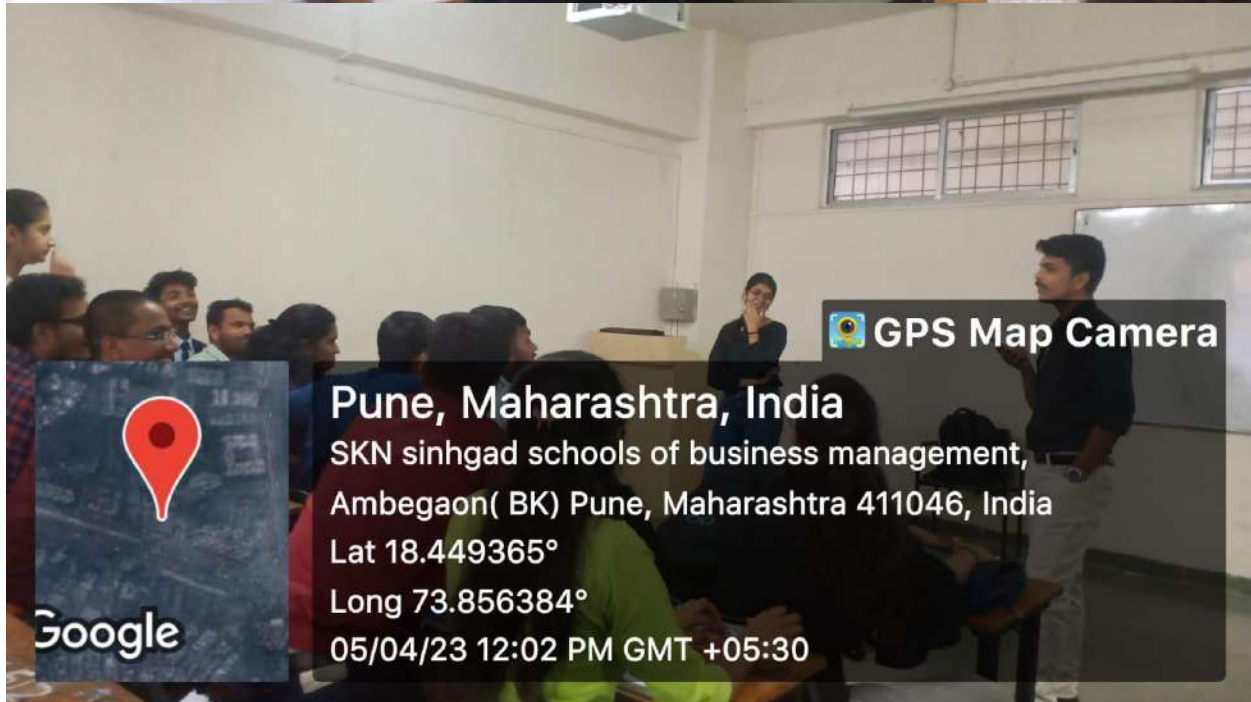 GPS Map Camera
Pune, Maharashtra, India
SKN sinhgad schools of business management,
Ambegaon( BK) Pune, Maharashtra 411046, India
Lat 18.449365°
Long 73.856384°
05/04/23 12:02 PM GMT +05:30
Google